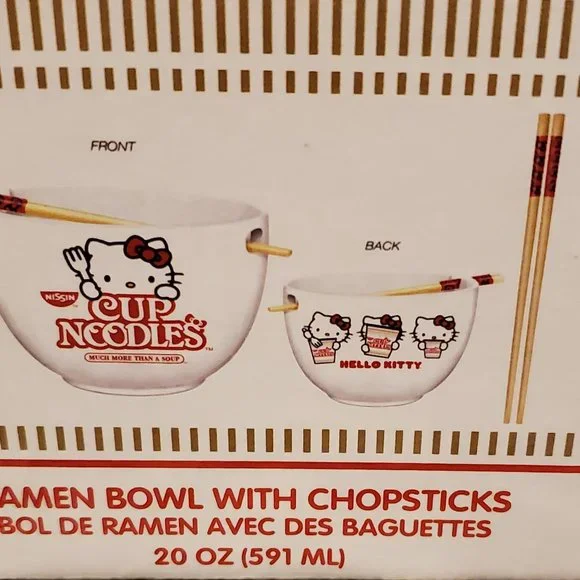 FRONT
BACK
NISSIN
CUP
NOODLES™
MUCH MORE THAN A SOUP
HELLO KITTY
AMEN BOWL WITH CHOPSTICKS
BOL DE RAMEN AVEC DES BAGUETTES
20 OZ (591 ML)